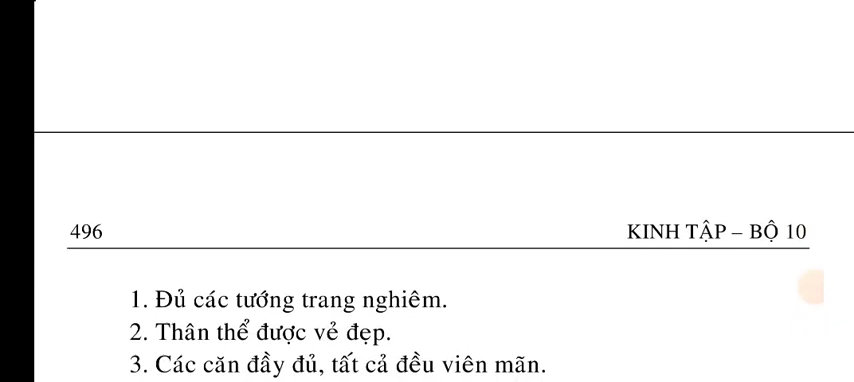 496 KINH TẬP – BỘ 10
1. Đủ các tướng trang nghiêm.
2. Thân thể được vẻ đẹp.
3. Các căn đầy đủ, tất cả đều viên mãn.